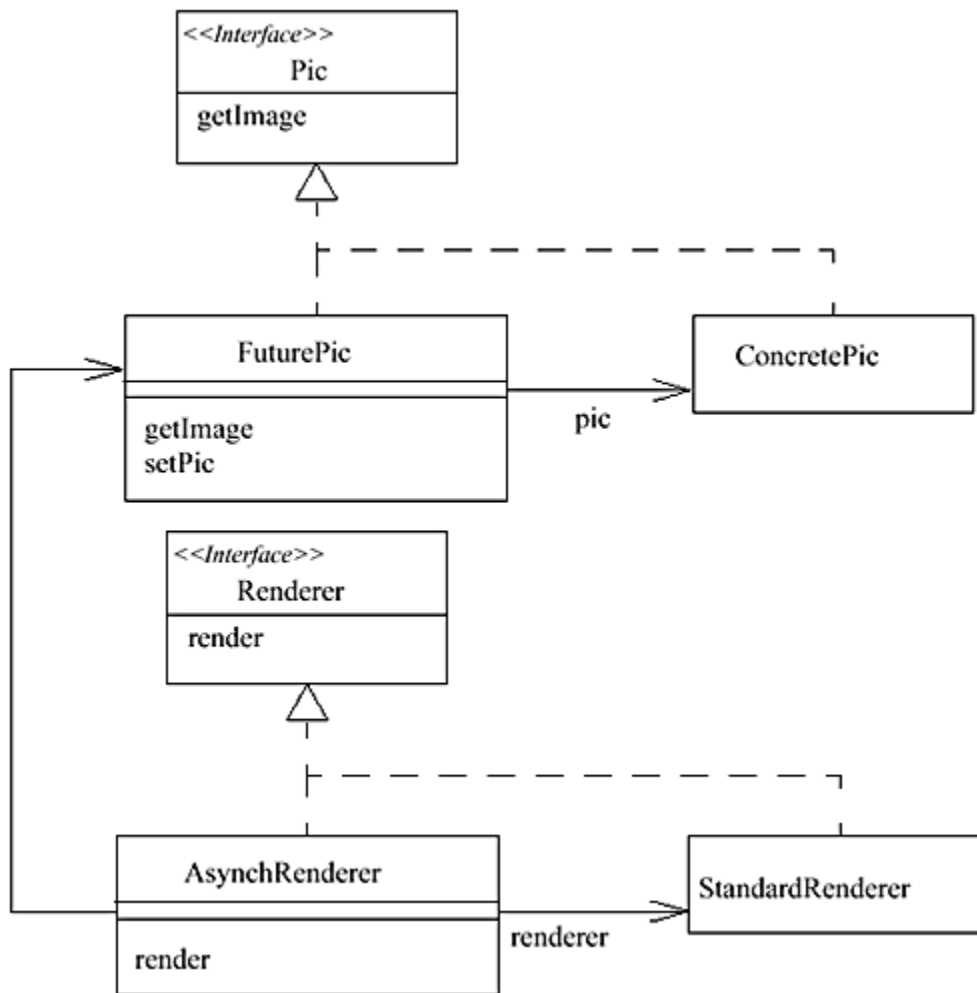 <<Interface>>
Pic
getImage
FuturePic
getImage
setPic
pic
ConcretePic
<<Interface>>
Renderer
render
AsynchRenderer
render
renderer
StandardRenderer